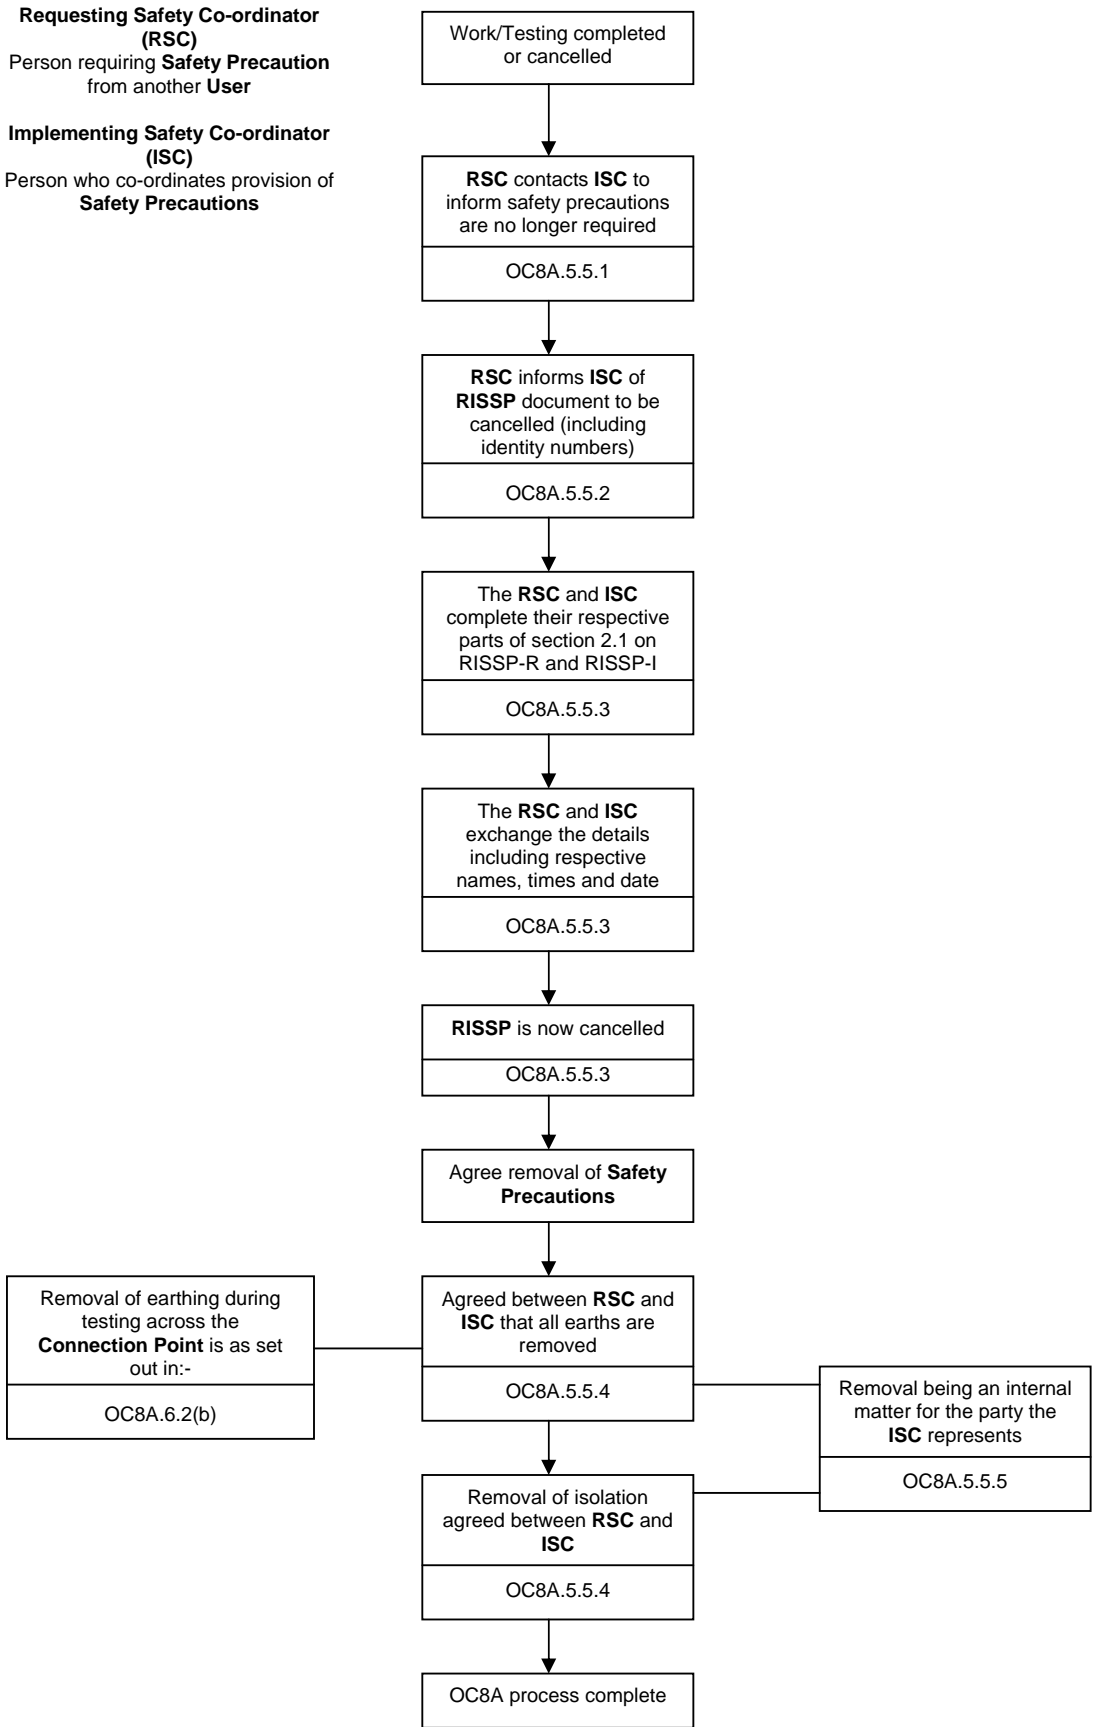 Requesting Safety Co-ordinator
(RSC)
Person requiring Safety Precaution
from another User
Implementing Safety Co-ordinator
(ISC)
Person who co-ordinates provision of
Safety Precautions
Work/Testing completed
or cancelled
RSC contacts ISC to
inform safety precautions
are no longer required
OC8A.5.5.1
RSC informs ISC of
RISSP document to be
cancelled (including
identity numbers)
OC8A.5.5.2
The RSC and ISC
complete their respective
parts of section 2.1 on
RISSP-R and RISSP-I
OC8A.5.5.3
The RSC and ISC
exchange the details
including respective
names, times and date
OC8A.5.5.3
RISSP is now cancelled
OC8A.5.5.3
Agree removal of Safety
Precautions
Removal of earthing during
testing across the
Connection Point is as set
out in:-
OC8A.6.2(b)
Agreed between RSC and
ISC that all earths are
removed
OC8A.5.5.4
Removal being an internal
matter for the party the
ISC represents
OC8A.5.5.5
Removal of isolation
agreed between RSC and
ISC
OC8A.5.5.4
OC8A process complete